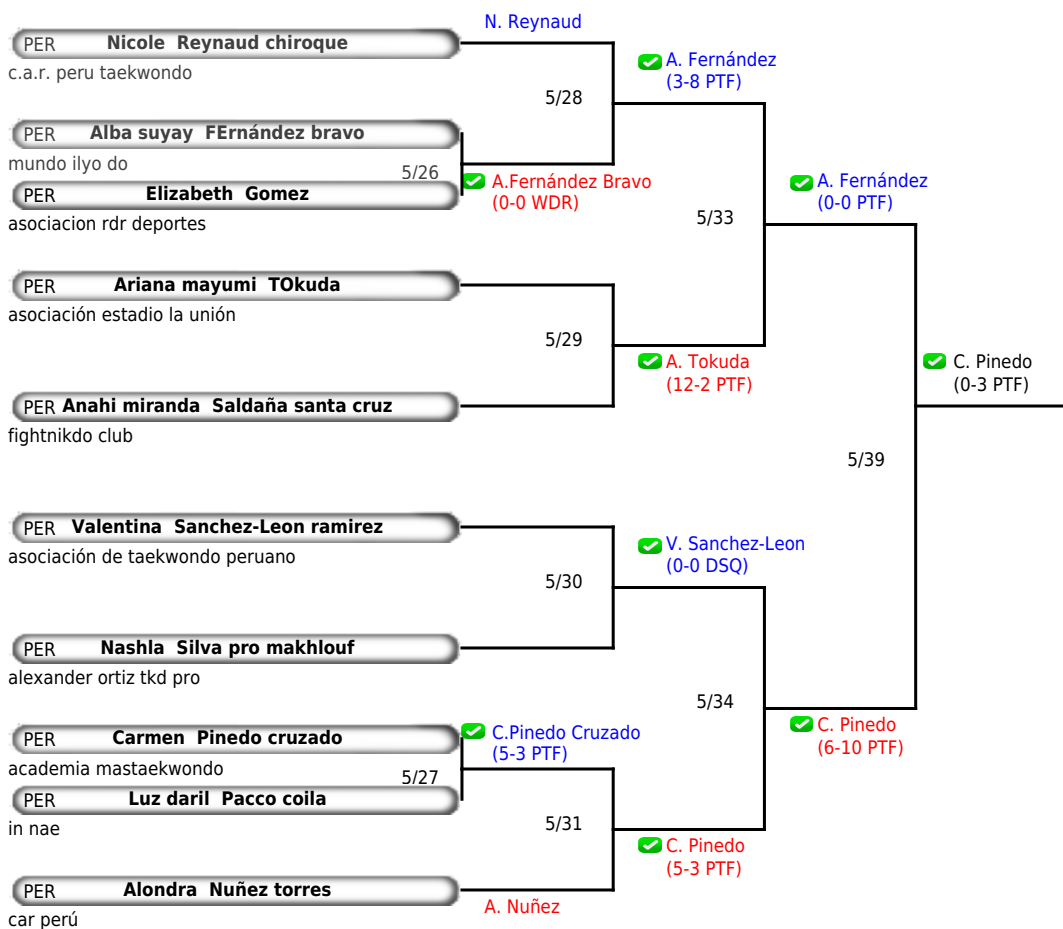 N. Reynaud
PER Nicole Reynaud chiroque
c.a.r. peru taekwondo
A. Fernández
(3-8 PTF)
5/28
PER Alba suyay FErnández bravo
mundo ilyo do
5/26
PER Elizabeth Gomez
asociacion rdr deportes
A.Fernández Bravo
(0-0 WDR)
A. Fernández
(0-0 PTF)
5/33
PER Ariana mayumi TOkuda
asociación estadio la unión
5/29
A. Tokuda
(12-2 PTF)
C. Pinedo
(0-3 PTF)
PER Anahi miranda Saldaña santa cruz
fightnikdo club
5/39
PER Valentina Sanchez-Leon ramirez
asociación de taekwondo peruano
V. Sanchez-Leon
(0-0 DSQ)
5/30
PER Nashla Silva pro makhlouf
alexander ortiz tkd pro
5/34
C. Pinedo
(6-10 PTF)
PER Carmen Pinedo cruzado
academia mastaekwondo
C.Pinedo Cruzado
(5-3 PTF)
5/27
PER Luz daril Pacco coila
in nae
5/31
C. Pinedo
(5-3 PTF)
PER Alondra Nuñez torres
car perú
A. Nuñez